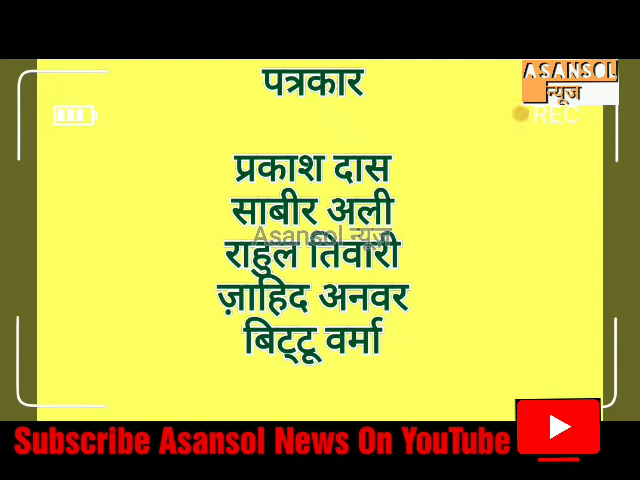 पत्रकार
ASANSOL
न्यूज
REC
प्रकाश दास
साबीर अली
Asansol न्यूज़
राहुल तिवारी
ज़ाहिद अनवर
बिट्टू वर्मा
Subscribe Asansol News On YouTube